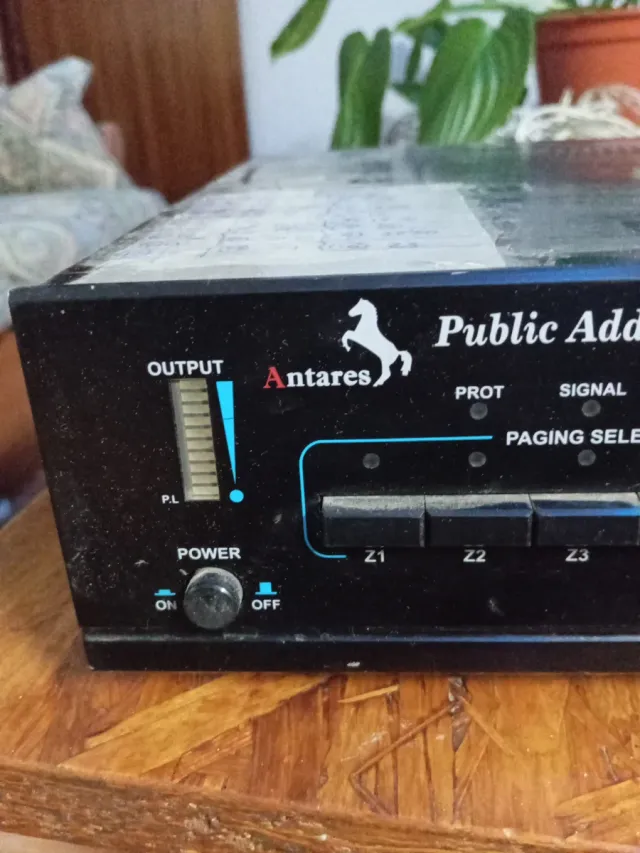 Public Add
Antares
OUTPUT
PROT
SIGNAL
PAGING SELE
P.L
Z1
Z2
Z3
POWER
ON
OFF